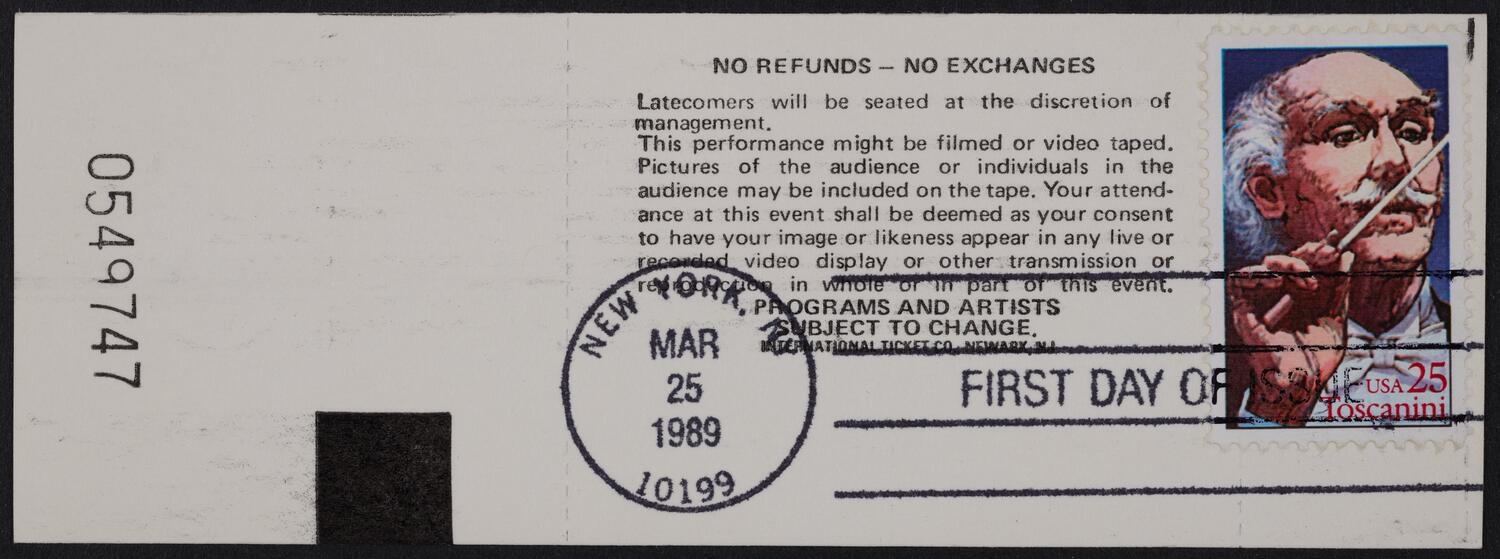 NO REFUNDS – NO EXCHANGES
Latecomers will be seated at the discretion of
management.
This performance might be filmed or video taped.
Pictures of the audience or individuals in the
audience may be included on the tape. Your attend-
ance at this event shall be deemed as your consent
to have your image or likeness appear in any live or
recorded video display or other transmission or
reproduction in whole or in part of this event.
PROGRAMS AND ARTISTS
SUBJECT TO CHANGE.
INTERNATIONAL TICKET CO., NEWARK, N.J.
0549747
NEW YORK, NY
MAR
25
1989
10199
FIRST DAY OF ISSUE
USA 25
Toscanini